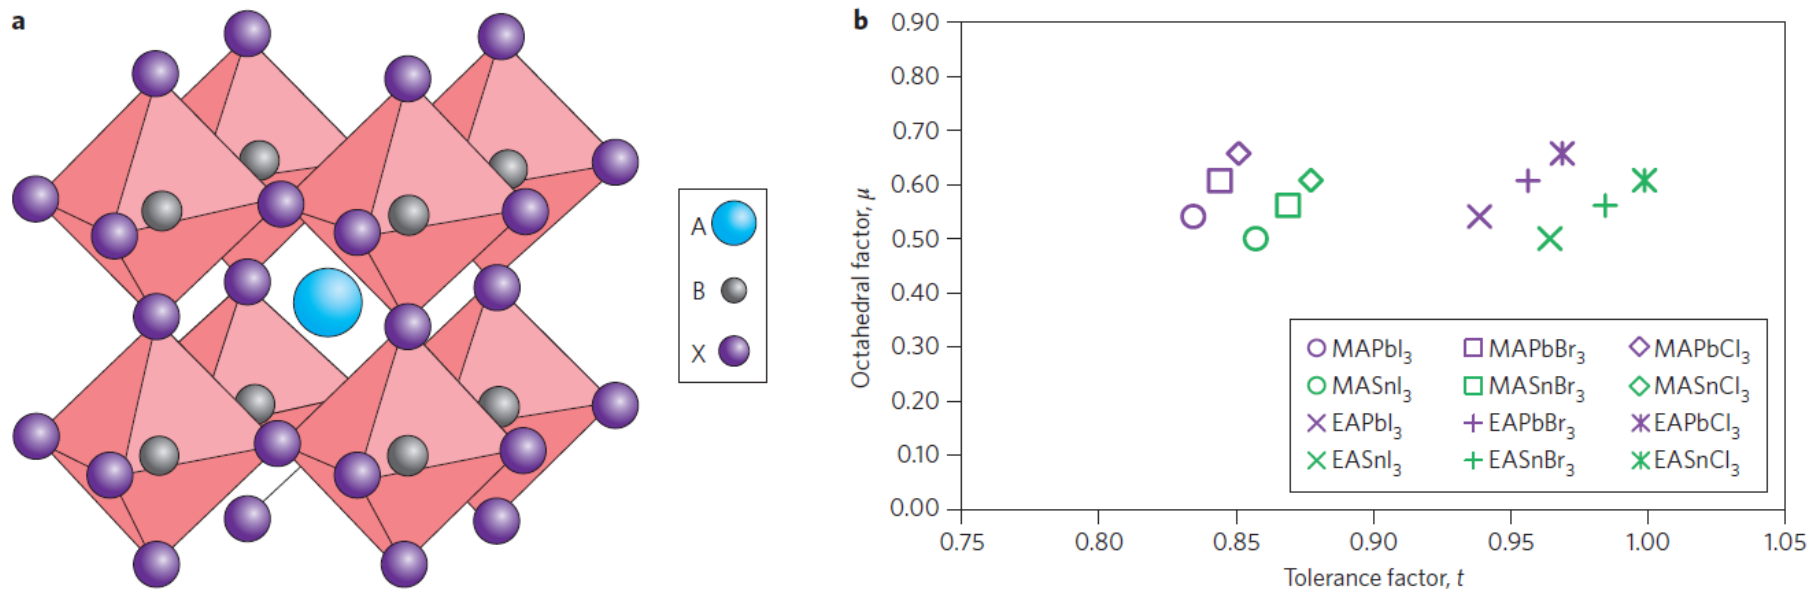 a
A
B
X
b
0.90
0.80
0.70
0.60
0.50
0.40
0.30
0.20
0.10
0.00
Octahedral factor, μ
0.75 0.80 0.85 0.90 0.95 1.00 1.05
Tolerance factor, t
MAPbI₃ MAPbBr₃ MAPbCl₃
MASnI₃ MASnBr₃ MASnCl₃
EAPbI₃ EAPbBr₃ EAPbCl₃
EASnI₃ EASnBr₃ EASnCl₃